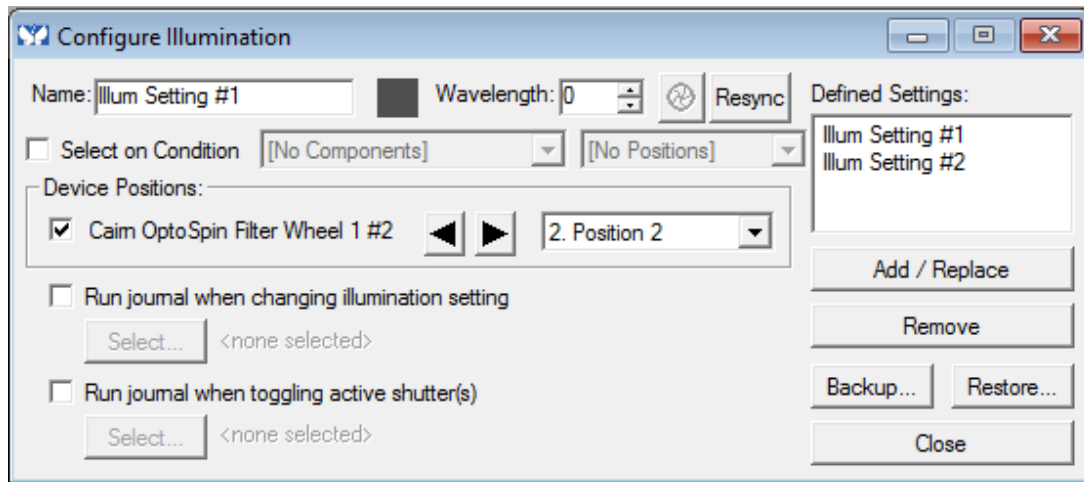 Configure Illumination
Name: Illum Setting #1 Wavelength: 0 Resync
Select on Condition [No Components] [No Positions]
Device Positions:
Cairn OptoSpin Filter Wheel 1 #2 2. Position 2
Run journal when changing illumination setting
Select... <none selected>
Run journal when toggling active shutter(s)
Select... <none selected>
Defined Settings:
Illum Setting #1
Illum Setting #2
Add / Replace
Remove
Backup... Restore...
Close